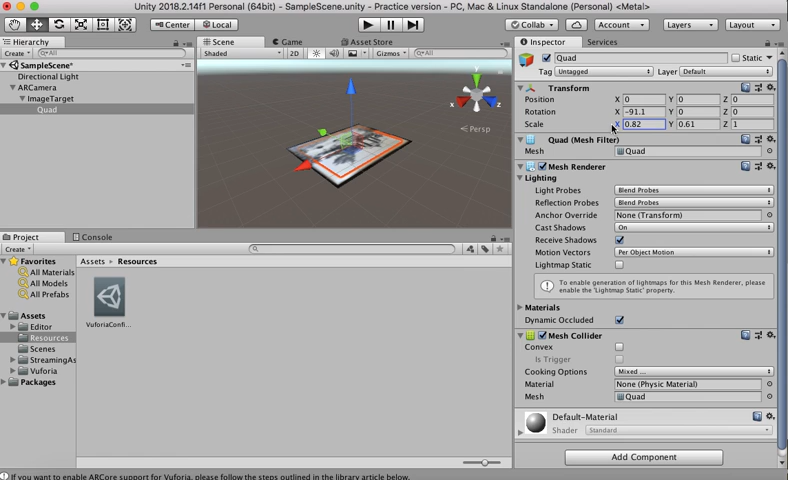 Unity 2018.2.14f1 Personal (64bit) - SampleScene.unity - Practice version - PC, Mac & Linux Standalone (Personal) <Metal>
Center Local Collab Account Layers Layout
Hierarchy
Create All
SampleScene*
Directional Light
ARCamera
ImageTarget
Quad
Scene Game Asset Store
Shaded 2D Gizmos All
y
x z
Persp
Project Console
Create
Favorites
All Materials
All Models
All Prefabs
Assets
Editor
Resources
Scenes
StreamingAs
Vuforia
Packages
Assets Resources
VuforiaConfi...
Inspector Services
Quad Static
Tag Untagged Layer Default
Transform
Position X 0 Y 0 Z 0
Rotation X -91.1 Y 0 Z 0
Scale X 0.82 Y 0.61 Z 1
Quad (Mesh Filter)
Mesh Quad
Mesh Renderer
Lighting
Light Probes Blend Probes
Reflection Probes Blend Probes
Anchor Override None (Transform)
Cast Shadows On
Receive Shadows
Motion Vectors Per Object Motion
Lightmap Static
To enable generation of lightmaps for this Mesh Renderer, please
enable the 'Lightmap Static' property.
Materials
Dynamic Occluded
Mesh Collider
Convex
Is Trigger
Cooking Options Mixed ...
Material None (Physic Material)
Mesh Quad
Default-Material
Shader Standard
Add Component
If you want to enable ARCore support for Vuforia, please follow the steps outlined in the library article below.